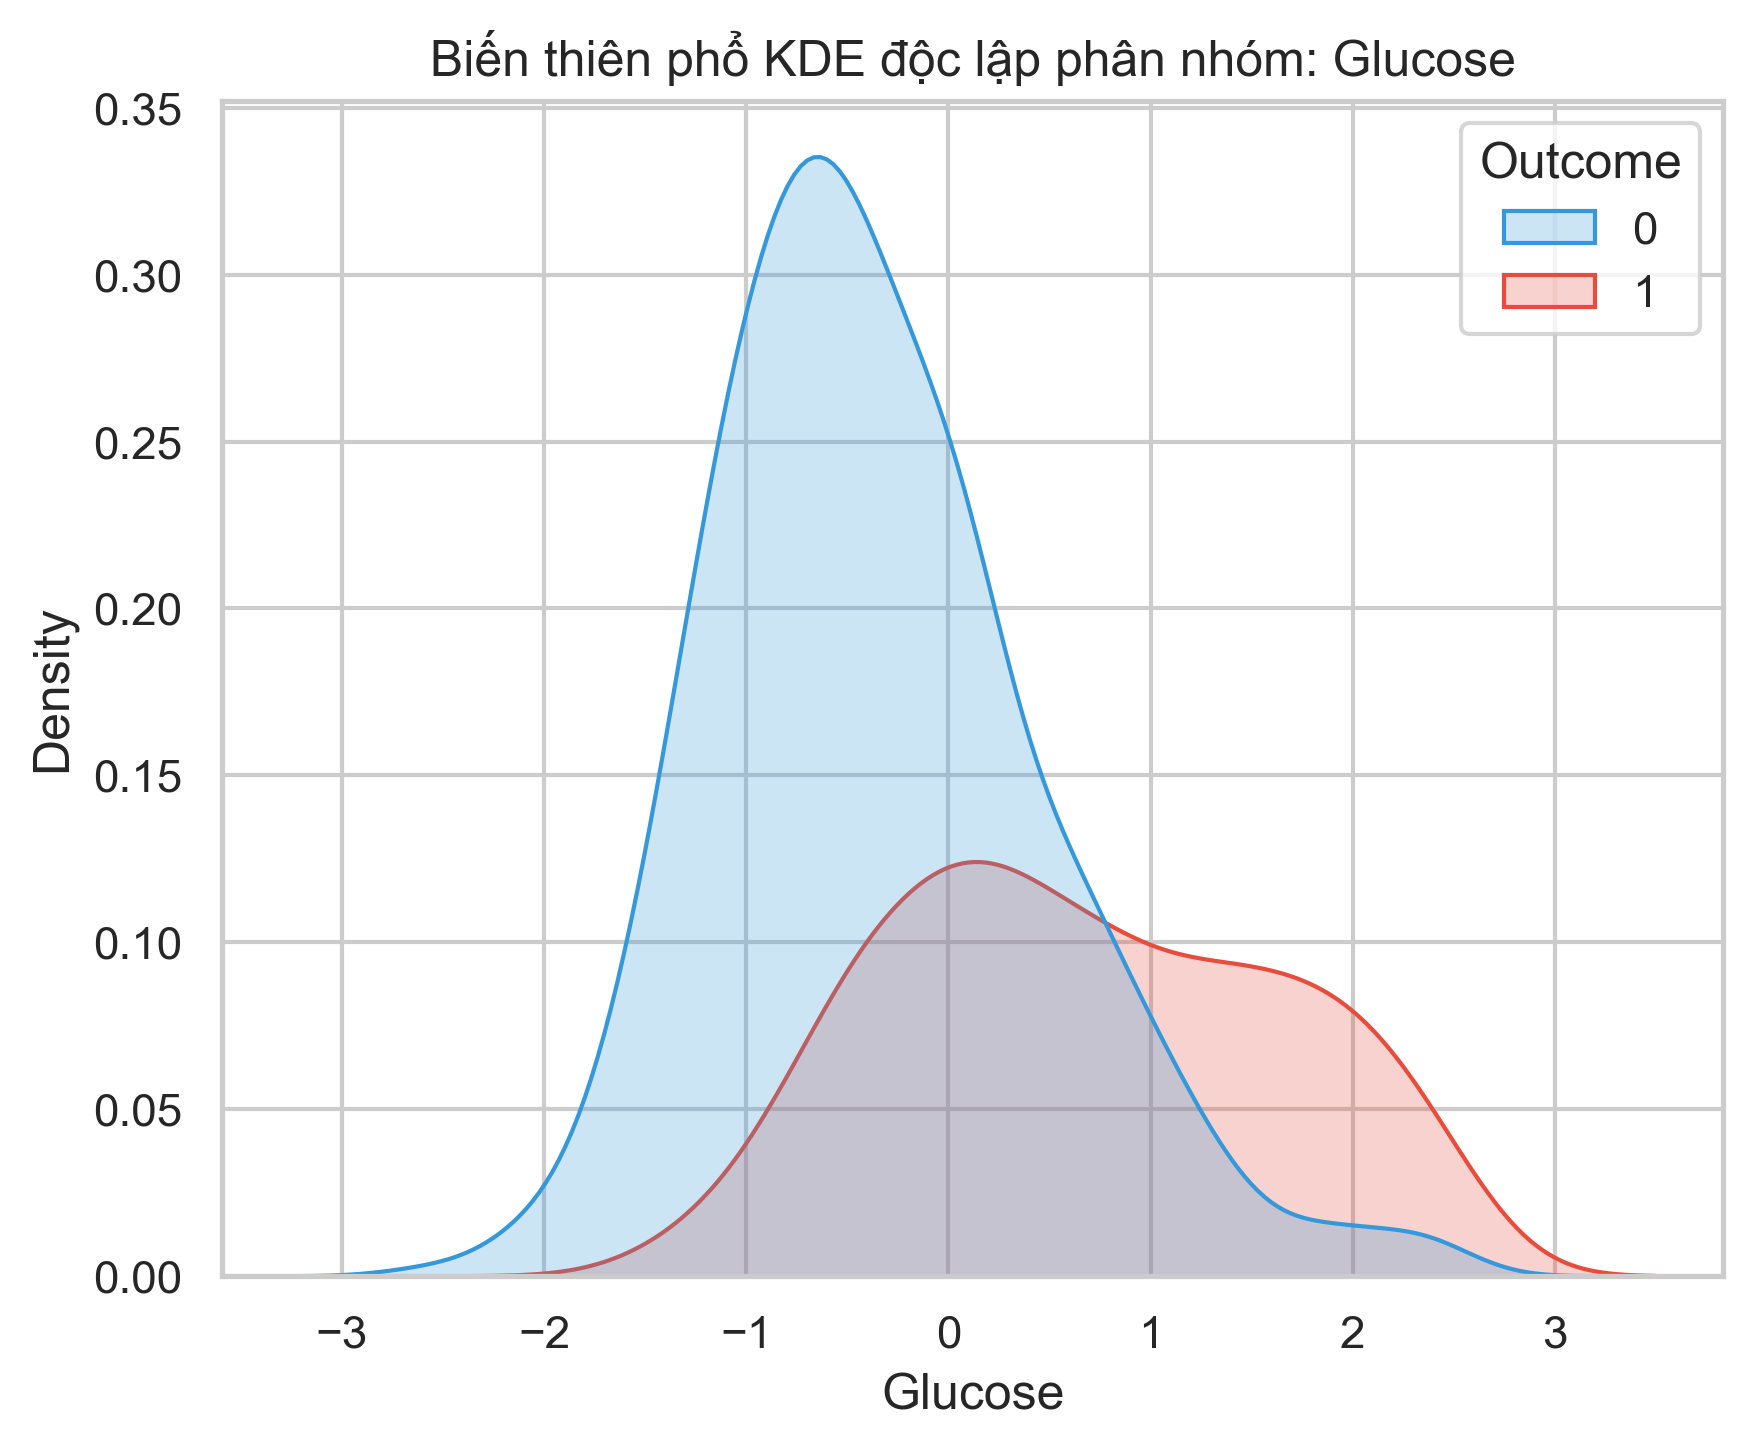 Biến thiên phổ KDE độc lập phân nhóm: Glucose
0.35
0.30
0.25
0.20
0.15
0.10
0.05
0.00
Density
Outcome
0
1
−3 −2 −1 0 1 2 3
Glucose